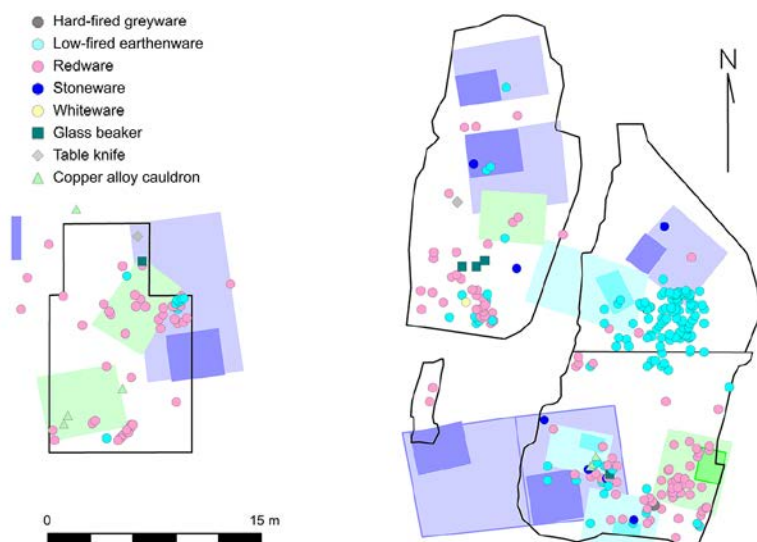 Hard-fired greyware
Low-fired earthenware
Redware
Stoneware
Whiteware
Glass beaker
Table knife
Copper alloy cauldron
N
0 15 m